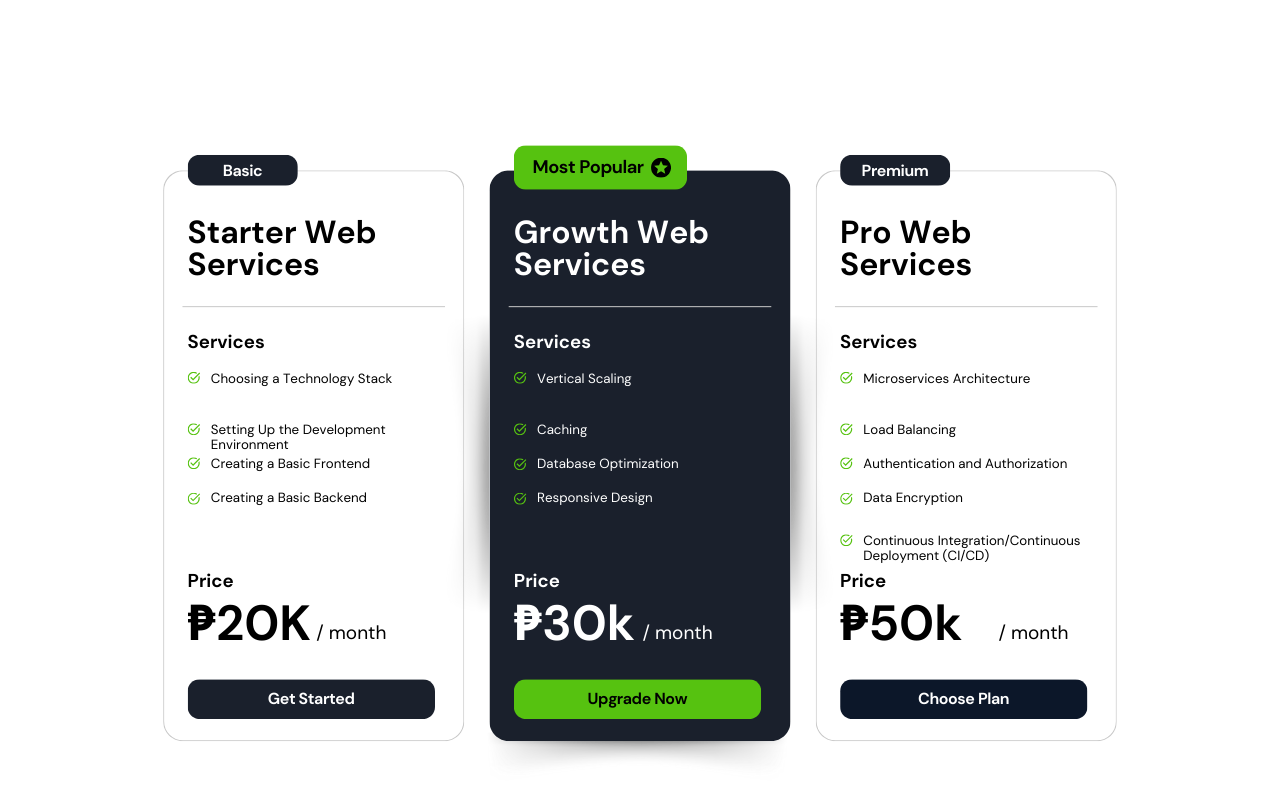 Basic
Starter Web
Services
Services
Choosing a Technology Stack
Setting Up the Development
Environment
Creating a Basic Frontend
Creating a Basic Backend
Price
₱20K / month
Get Started
Most Popular
Growth Web
Services
Services
Vertical Scaling
Caching
Database Optimization
Responsive Design
Price
₱30k / month
Upgrade Now
Premium
Pro Web
Services
Services
Microservices Architecture
Load Balancing
Authentication and Authorization
Data Encryption
Continuous Integration/Continuous
Deployment (CI/CD)
Price
₱50k / month
Choose Plan